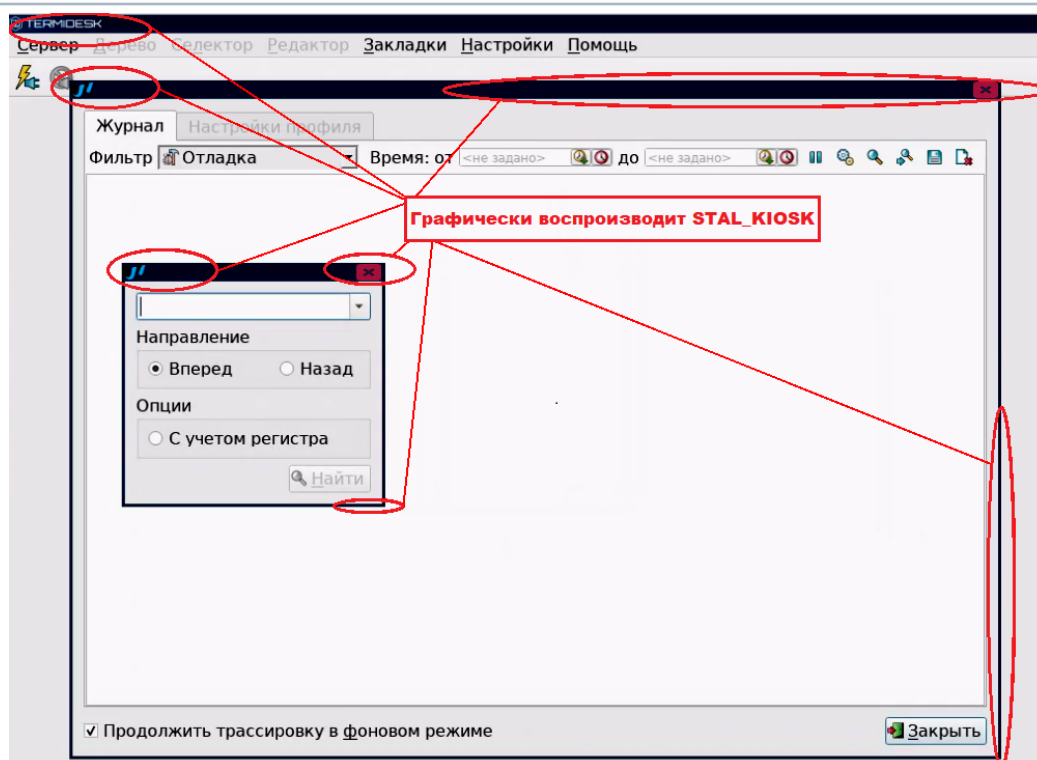 TERMIDESK
Сервер Дерево Селектор Редактор Закладки Настройки Помощь
Журнал Настройки профиля
Фильтр Отладка Время: от <не задано> до <не задано>
Графически воспроизводит STAL_KIOSK
Направление
Вперед Назад
Опции
С учетом регистра
Найти
Продолжить трассировку в фоновом режиме
Закрыть